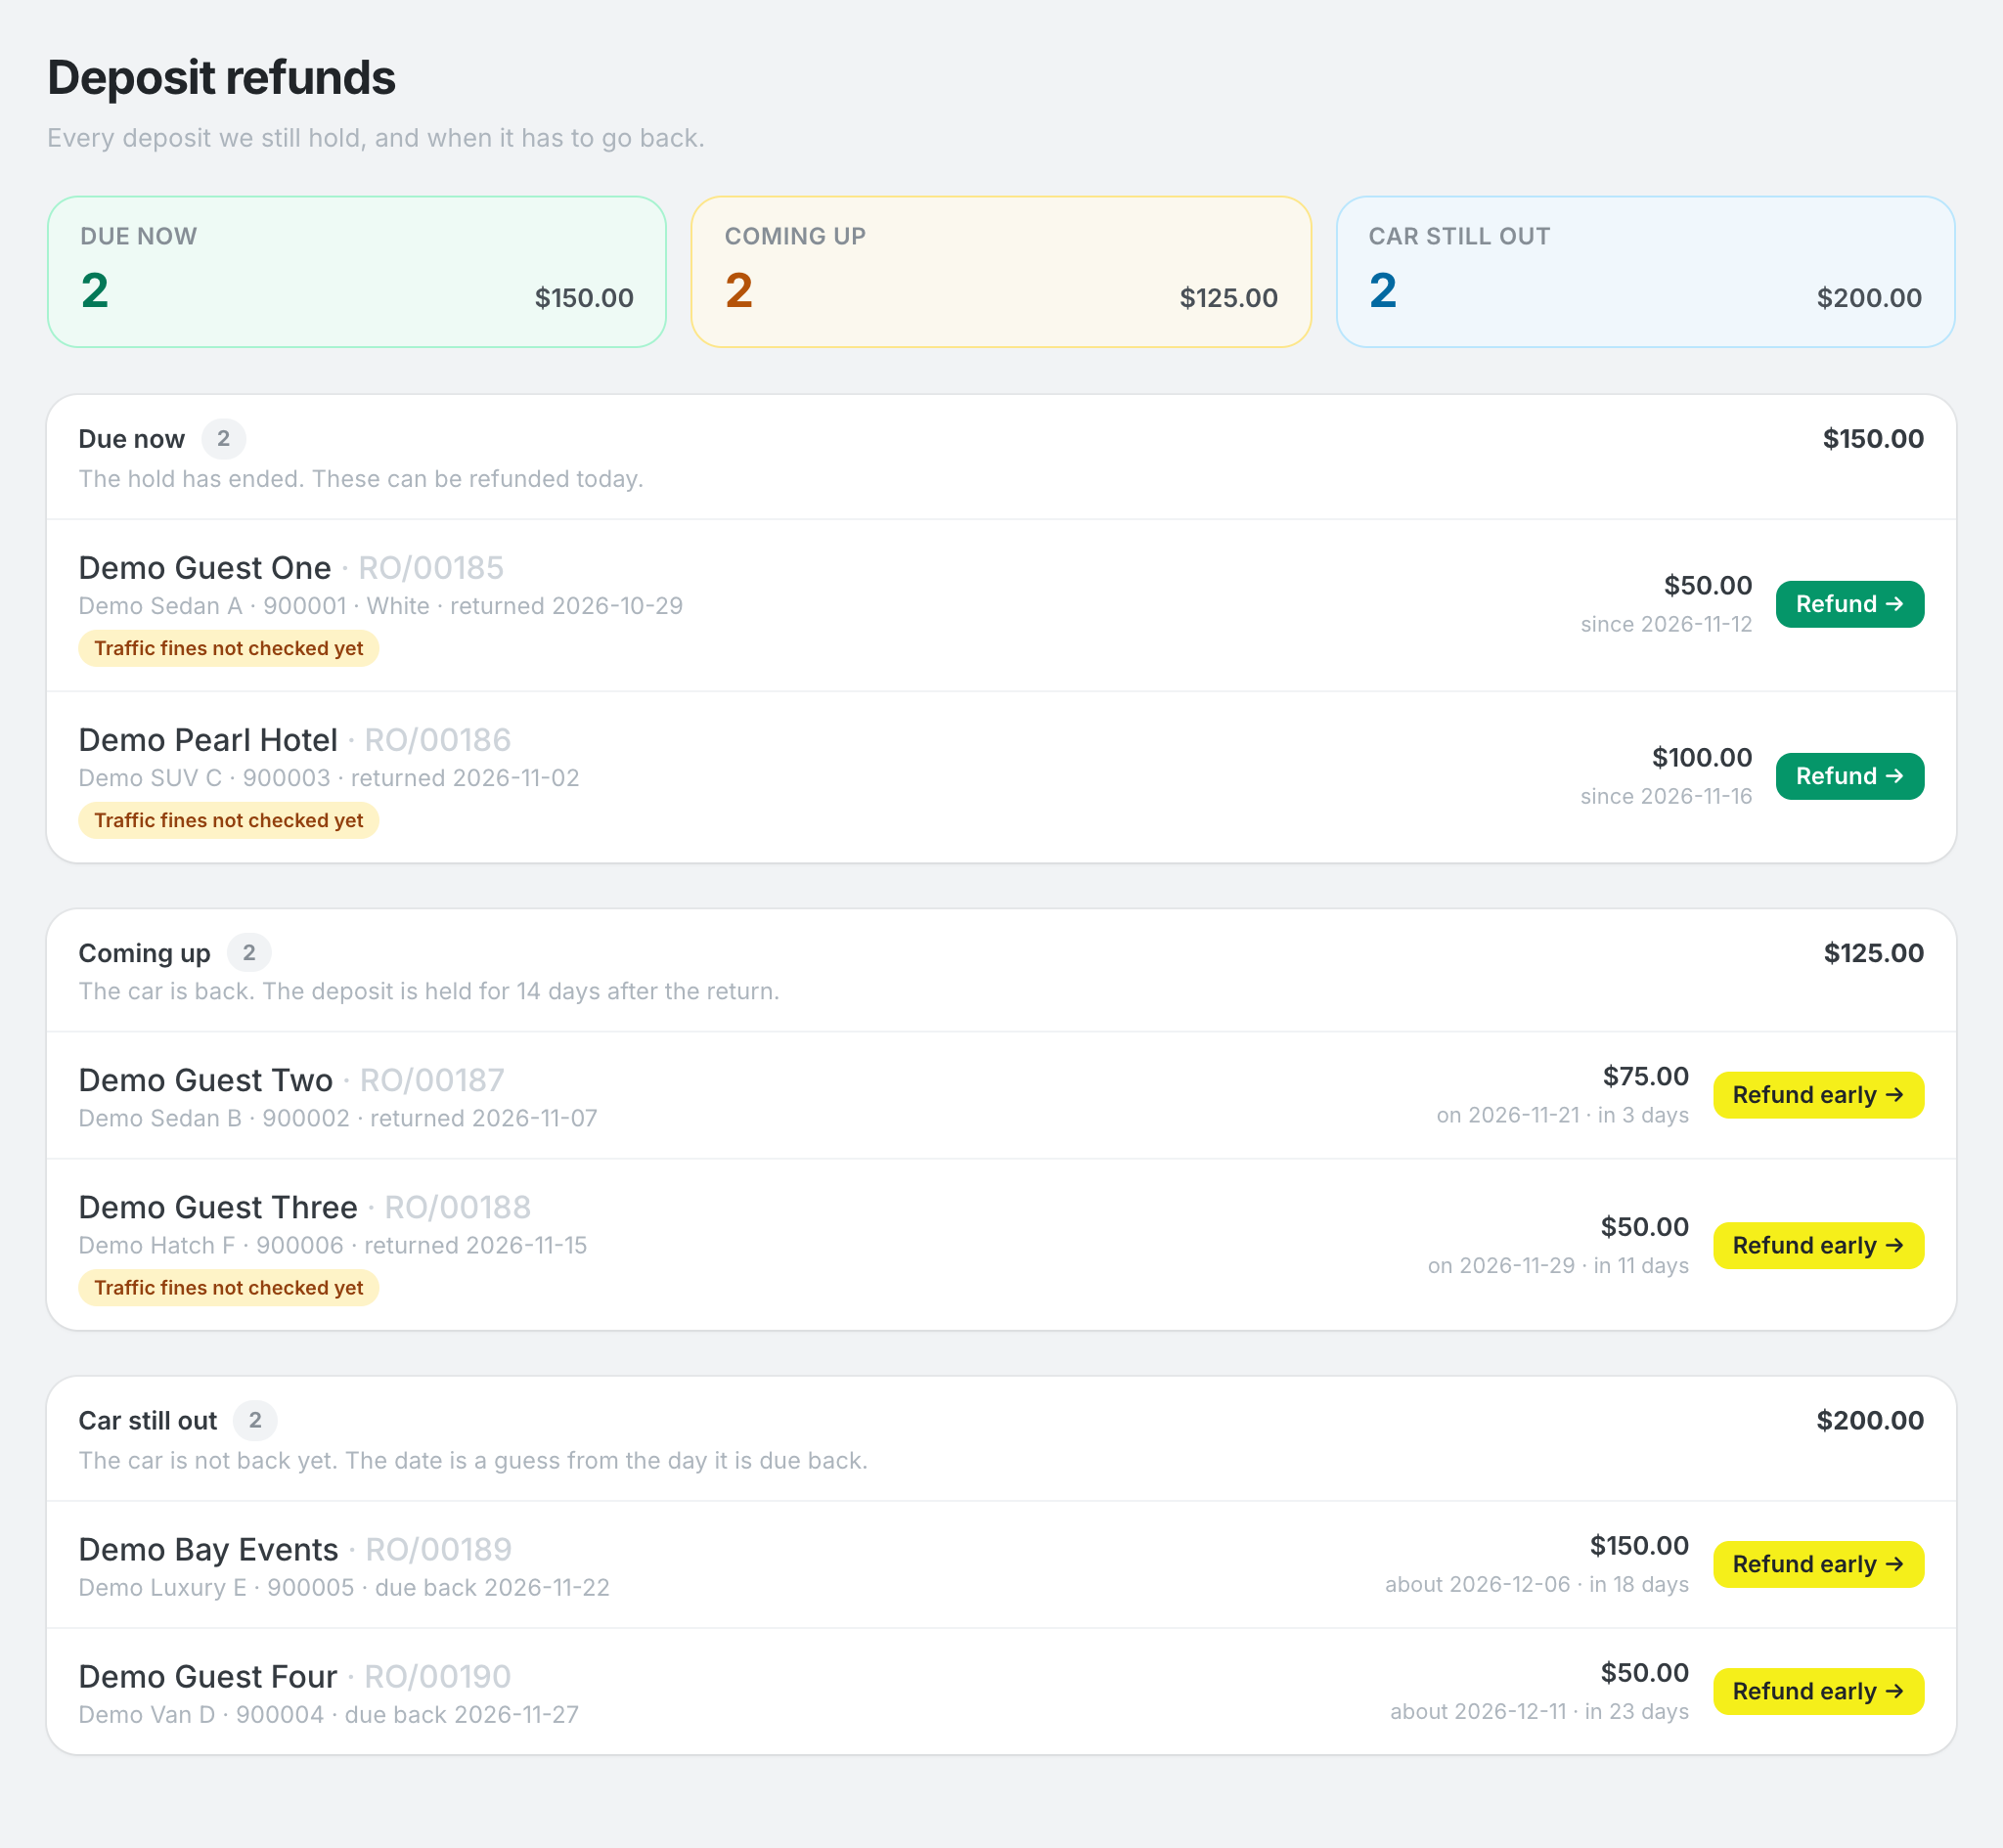 Deposit refunds
Every deposit we still hold, and when it has to go back.
DUE NOW
2
$150.00
COMING UP
2
$125.00
CAR STILL OUT
2
$200.00
Due now 2
$150.00
The hold has ended. These can be refunded today.
Demo Guest One · RO/00185
Demo Sedan A · 900001 · White · returned 2026-10-29
Traffic fines not checked yet
$50.00
since 2026-11-12
Refund →
Demo Pearl Hotel · RO/00186
Demo SUV C · 900003 · returned 2026-11-02
Traffic fines not checked yet
$100.00
since 2026-11-16
Refund →
Coming up 2
$125.00
The car is back. The deposit is held for 14 days after the return.
Demo Guest Two · RO/00187
Demo Sedan B · 900002 · returned 2026-11-07
$75.00
on 2026-11-21 · in 3 days
Refund early →
Demo Guest Three · RO/00188
Demo Hatch F · 900006 · returned 2026-11-15
Traffic fines not checked yet
$50.00
on 2026-11-29 · in 11 days
Refund early →
Car still out 2
$200.00
The car is not back yet. The date is a guess from the day it is due back.
Demo Bay Events · RO/00189
Demo Luxury E · 900005 · due back 2026-11-22
$150.00
about 2026-12-06 · in 18 days
Refund early →
Demo Guest Four · RO/00190
Demo Van D · 900004 · due back 2026-11-27
$50.00
about 2026-12-11 · in 23 days
Refund early →